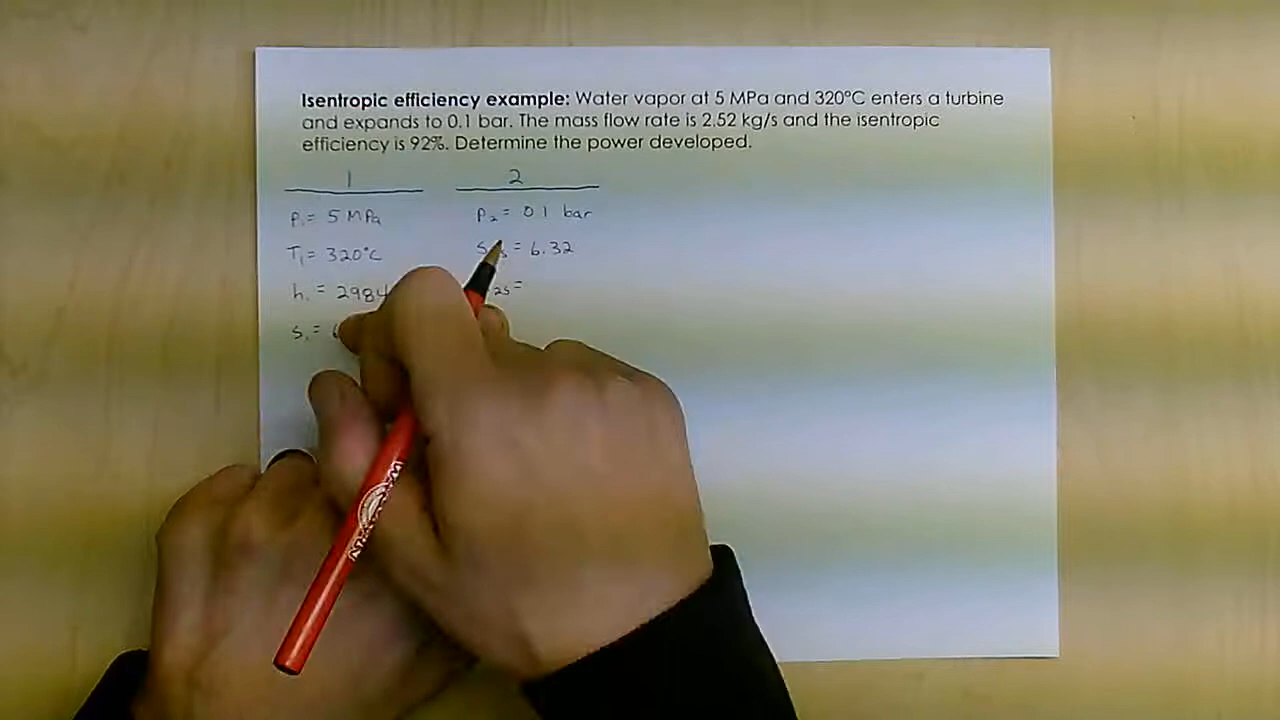 Isentropic efficiency example: Water vapor at 5 MPa and 320°C enters a turbine
and expands to 0.1 bar. The mass flow rate is 2.52 kg/s and the isentropic
efficiency is 92%. Determine the power developed.
1
2
P₁ = 5 MPa
P₂ = 0.1 bar
T₁ = 320°C
= 6.32
h₁ = 2984
2s =
s₁ =